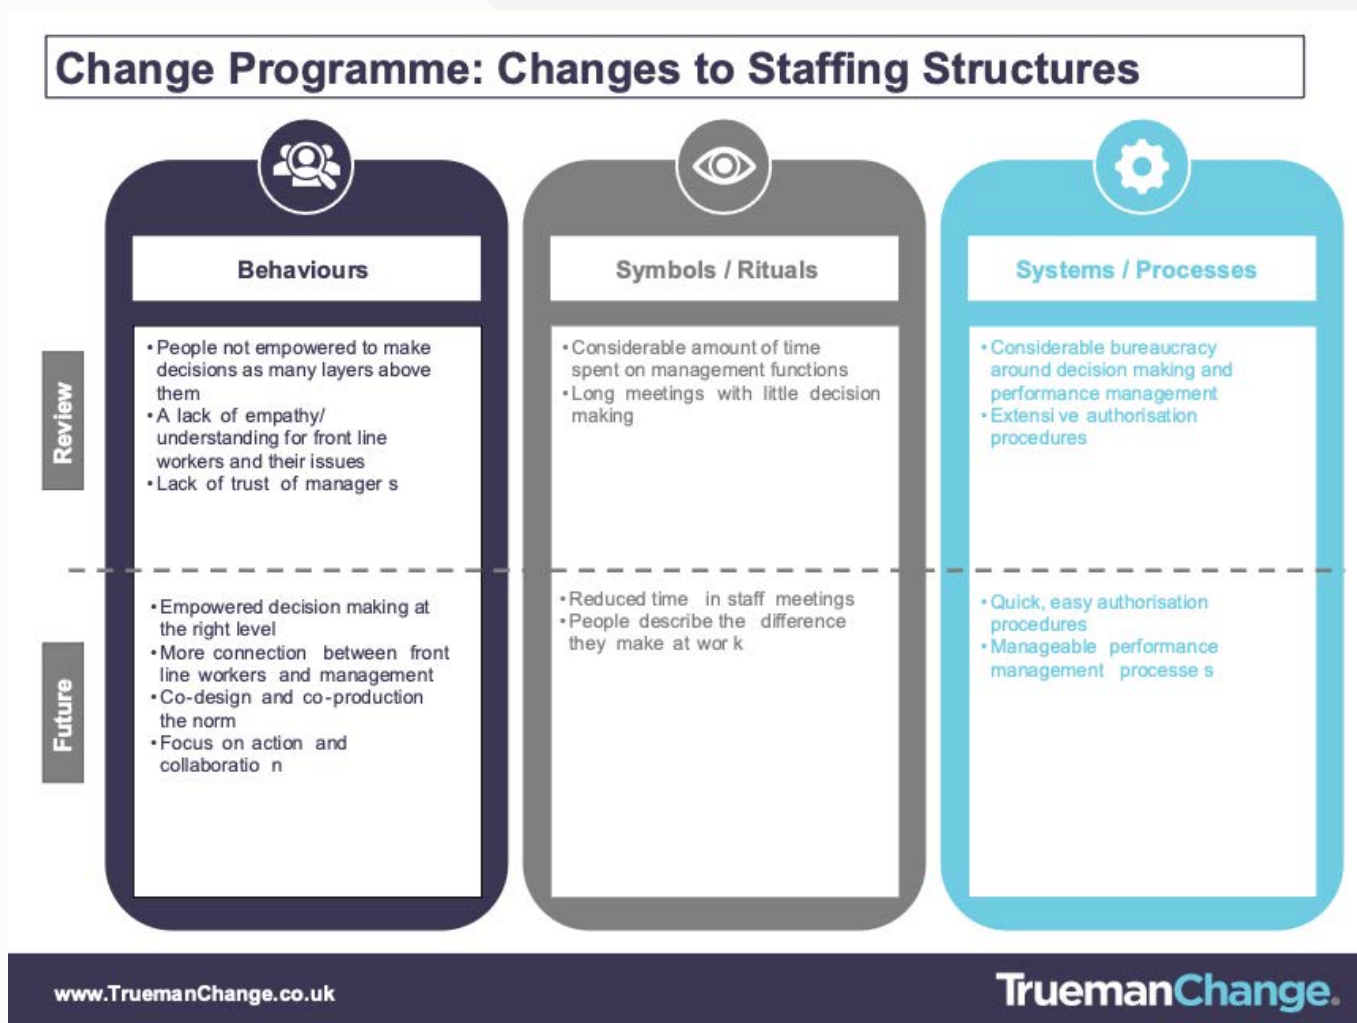 Change Programme: Changes to Staffing Structures
Behaviours
Symbols / Rituals
Systems / Processes
Review
•People not empowered to make
decisions as many layers above
them
•A lack of empathy/
understanding for front line
workers and their issues
•Lack of trust of manager s
•Considerable amount of time
spent on management functions
•Long meetings with little decision
making
•Considerable bureaucracy
around decision making and
performance management
•Extensi ve authorisation
procedures
Future
•Empowered decision making at
the right level
•More connection between front
line workers and management
•Co-design and co-production
the norm
•Focus on action and
collaboratio n
•Reduced time in staff meetings
•People describe the difference
they make at wor k
•Quick, easy authorisation
procedures
•Manageable performance
management processe s
www.TruemanChange.co.uk
TruemanChange.